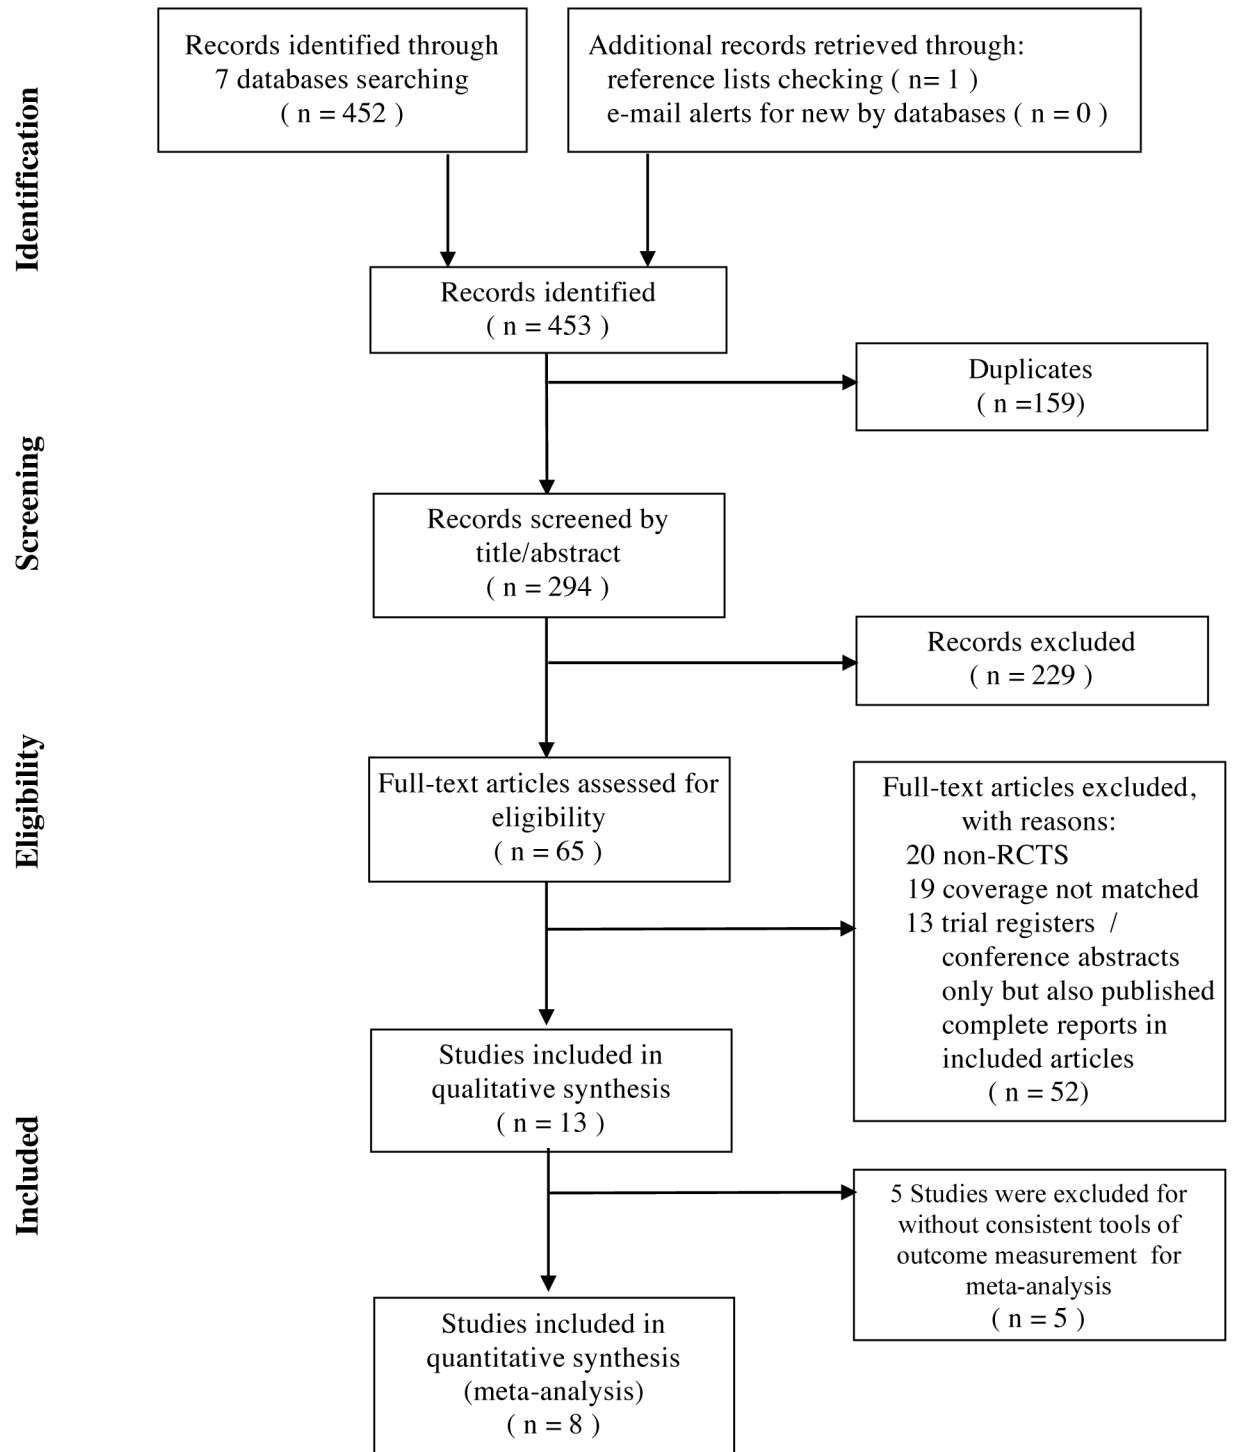 Identification
Records identified through
7 databases searching
( n = 452 )
Additional records retrieved through:
reference lists checking ( n= 1 )
e-mail alerts for new by databases ( n = 0 )
Records identified
( n = 453 )
Duplicates
( n =159)
Screening
Records screened by
title/abstract
( n = 294 )
Records excluded
( n = 229 )
Eligibility
Full-text articles assessed for
eligibility
( n = 65 )
Full-text articles excluded,
with reasons:
20 non-RCTS
19 coverage not matched
13 trial registers /
conference abstracts
only but also published
complete reports in
included articles
( n = 52)
Included
Studies included in
qualitative synthesis
( n = 13 )
5 Studies were excluded for
without consistent tools of
outcome measurement for
meta-analysis
( n = 5 )
Studies included in
quantitative synthesis
(meta-analysis)
( n = 8 )